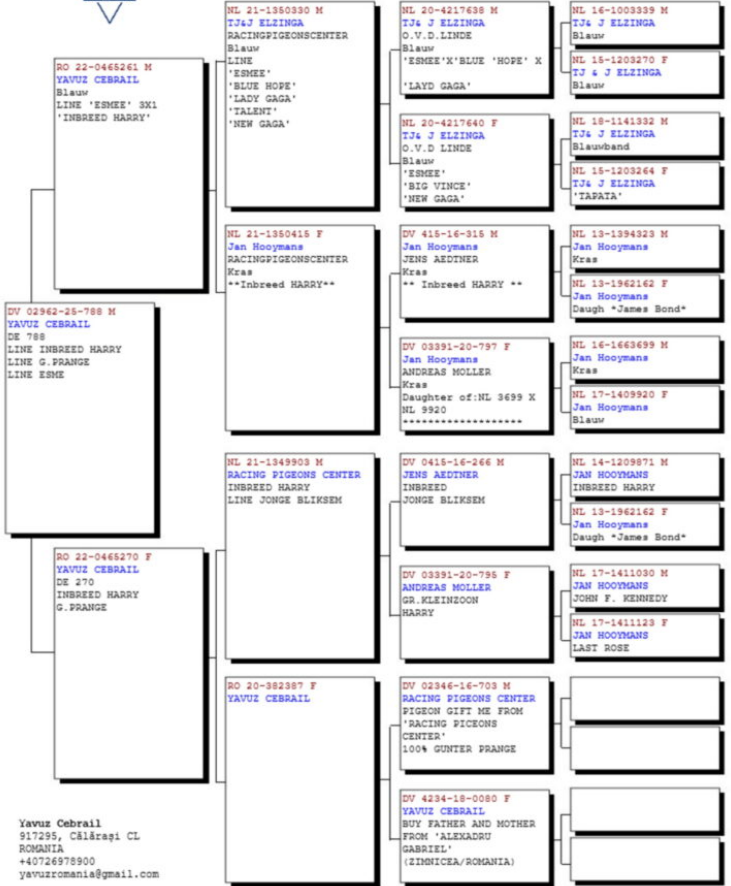 DV 02962-25-788 M
YAVUZ CEBRAIL
DE 788
LINE INBREED HARRY
LINE G.PRANGE
LINE ESME
RO 22-0465261 M
YAVUZ CEBRAIL
Blauw
LINE 'ESMEE' 3X1
'INBREED HARRY'
RO 22-0465270 F
YAVUZ CEBRAIL
DE 270
INBREED HARRY
G.PRANGE
NL 21-1350330 M
TJ&J ELZINGA
RACINGPIGEONSCENTER
Blauw
LINE
'ESMEE'
'BLUE HOPE'
'LADY GAGA'
'TALENT'
'NEW GAGA'
NL 21-1350415 F
Jan Hooymans
RACINGPIGEONSCENTER
Kras
**Inbreed HARRY**
NL 21-1349903 M
RACING PIGEONS CENTER
INBREED HARRY
LINE JONGE BLIKSEM
RO 20-382387 F
YAVUZ CEBRAIL
NL 20-4217638 M
TJ& J ELZINGA
O.V.D.LINDE
Blauw
'ESMEE'X'BLUE 'HOPE' X
'LAYD GAGA'
NL 20-4217640 F
TJ& J ELZINGA
O.V.D LINDE
Blauw
'ESMEE'
'BIG VINCE'
'NEW GAGA'
DV 415-16-315 M
Jan Hooymans
JENS AEDTNER
Kras
** Inbreed HARRY **
DV 03391-20-797 F
Jan Hooymans
ANDREAS MOLLER
Kras
Daughter of:NL 3699 X
NL 9920
*******************
DV 0415-16-266 M
JENS AEDTNER
INBREED
JONGE BLIKSEM
DV 03391-20-795 F
ANDREAS MOLLER
GR.KLEINZOON
HARRY
DV 02346-16-703 M
RACING PIGEONS CENTER
PIGEON GIFT ME FROM
'RACING PICEONS
CENTER'
100% GUNTER PRANGE
DV 4234-18-0080 F
YAVUZ CEBRAIL
BUY FATHER AND MOTHER
FROM 'ALEXADRU
GABRIEL'
(ZIMNICEA/ROMANIA)
NL 16-1003339 M
TJ& J ELZINGA
Blauw
NL 15-1203270 F
TJ & J ELZINGA
Blauw
NL 18-1141332 M
TJ& J ELZINGA
Blauwband
NL 15-1203264 F
TJ& J ELZINGA
'TAPATA'
NL 13-1394323 M
Jan Hooymans
Kras
NL 13-1962162 F
Jan Hooymans
Daugh *James Bond*
NL 16-1663699 M
Jan Hooymans
Kras
NL 17-1409920 F
Jan Hooymans
Blauw
NL 14-1209871 M
JAN HOOYMANS
INBREED HARRY
NL 13-1962162 F
Jan Hooymans
Daugh *James Bond*
NL 17-1411030 M
JAN HOOYMANS
JOHN F. KENNEDY
NL 17-1411123 F
JAN HOOYMANS
LAST ROSE
Yavuz Cebrail
917295, Călăraşi CL
ROMANIA
+40726978900
yavuzromania@gmail.com